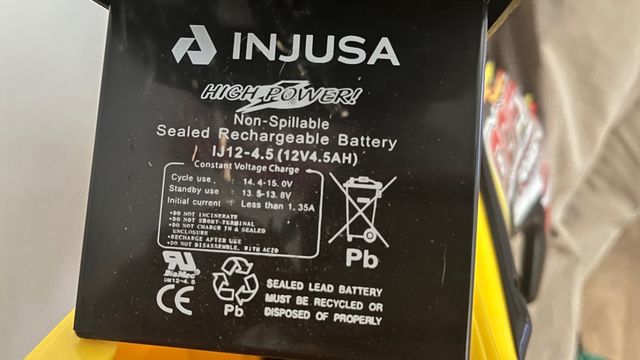 INJUSA
HIGH POWER!
Non-Spillable
Sealed Rechargeable Battery
IJ12-4.5 (12V4.5AH)
Constant Voltage Charge
Cycle use : 14.4-15.0V
Standby use : 13.5-13.8V
Initial current : Less than 1.35A
•DO NOT INCINERATE
•DO NOT SHORT-TERMINAL
•DO NOT CHARGE IN A SEALED
ENCLOSURE
•RECHARGE AFTER USE
•DO NOT DISASSEMBLE, WITH ACID
Pb
DM12-4.5
CE
Pb
SEALED LEAD BATTERY
MUST BE RECYCLED OR
DISPOSED OF PROPERLY